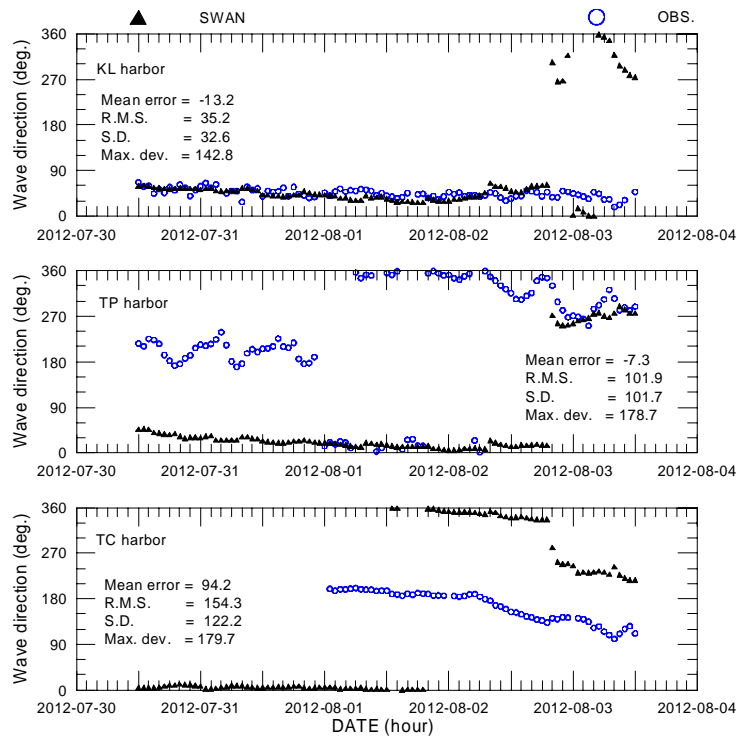 SWAN OBS.
360
KL harbor
270
Mean error = -13.2
R.M.S. = 35.2
180
S.D. = 32.6
Max. dev. = 142.8
90
0
Wave direction (deg.)
2012-07-30 2012-07-31 2012-08-01 2012-08-02 2012-08-03 2012-08-04
360
TP harbor
270
180
Mean error = -7.3
R.M.S. = 101.9
S.D. = 101.7
90
Max. dev. = 178.7
0
Wave direction (deg.)
2012-07-30 2012-07-31 2012-08-01 2012-08-02 2012-08-03 2012-08-04
360
TC harbor
270
Mean error = 94.2
180
R.M.S. = 154.3
S.D. = 122.2
Max. dev. = 179.7
90
0
Wave direction (deg.)
2012-07-30 2012-07-31 2012-08-01 2012-08-02 2012-08-03 2012-08-04
DATE (hour)